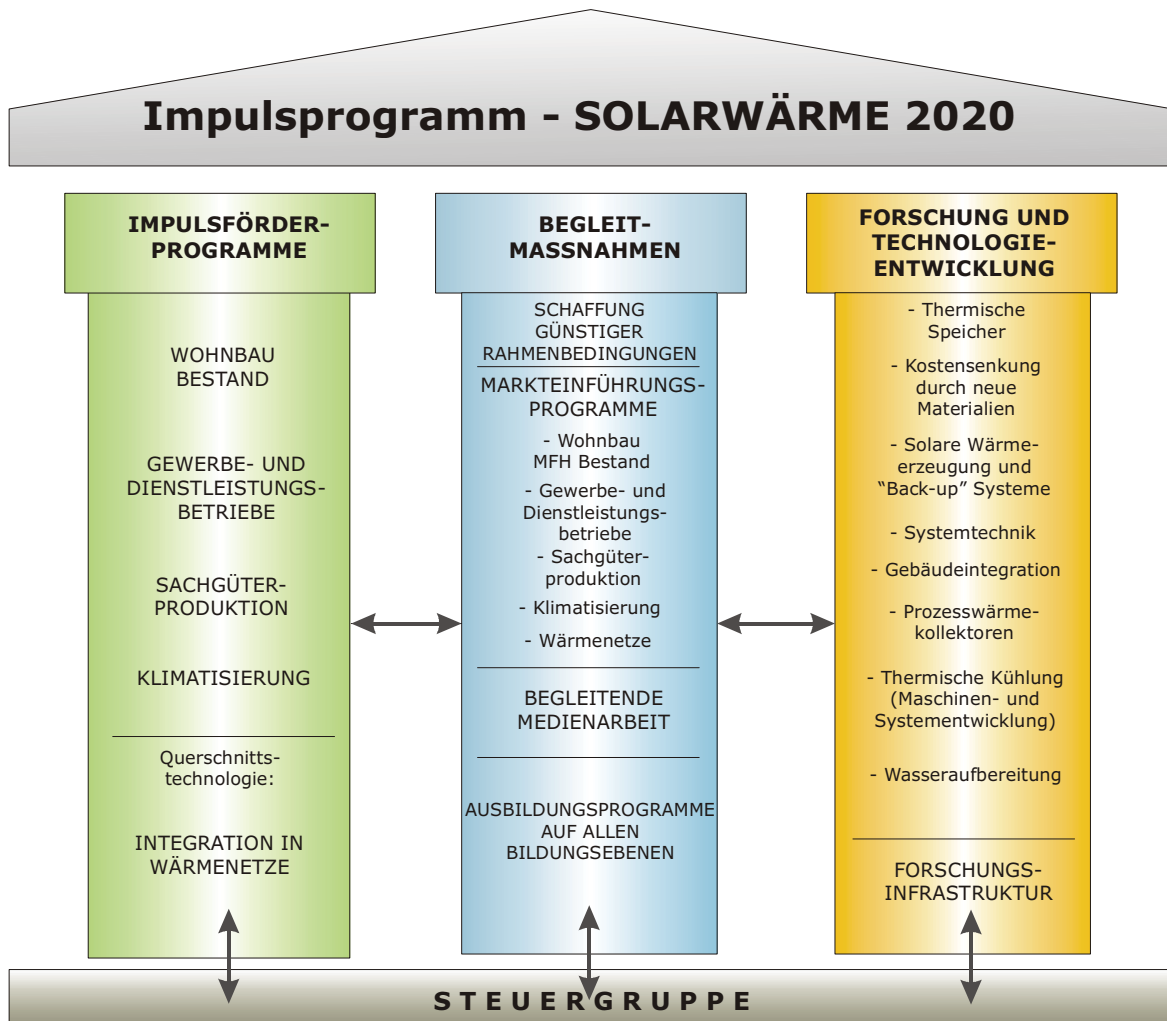 Impulsprogramm - SOLARWÄRME 2020
IMPULSFÖRDER-
PROGRAMME
WOHNBAU
BESTAND
GEWERBE- UND
DIENSTLEISTUNGS-
BETRIEBE
SACHGÜTER-
PRODUKTION
KLIMATISIERUNG
Querschnitts-
technologie:
INTEGRATION IN
WÄRMENETZE
BEGLEIT-
MASSNAHMEN
SCHAFFUNG
GÜNSTIGER
RAHMENBEDINGUNGEN
MARKTEINFÜHRUNGS-
PROGRAMME
- Wohnbau
MFH Bestand
- Gewerbe- und
Dienstleistungs-
betriebe
- Sachgüter-
produktion
- Klimatisierung
- Wärmenetze
BEGLEITENDE
MEDIENARBEIT
AUSBILDUNGSPROGRAMME
AUF ALLEN
BILDUNGSEBENEN
FORSCHUNG UND
TECHNOLOGIE-
ENTWICKLUNG
- Thermische
Speicher
- Kostensenkung
durch neue
Materialien
- Solare Wärme-
erzeugung und
“Back-up” Systeme
- Systemtechnik
- Gebäudeintegration
- Prozesswärme-
kollektoren
- Thermische Kühlung
(Maschinen- und
Systementwicklung)
- Wasseraufbereitung
FORSCHUNGS-
INFRASTRUKTUR
STEUERGRUPPE